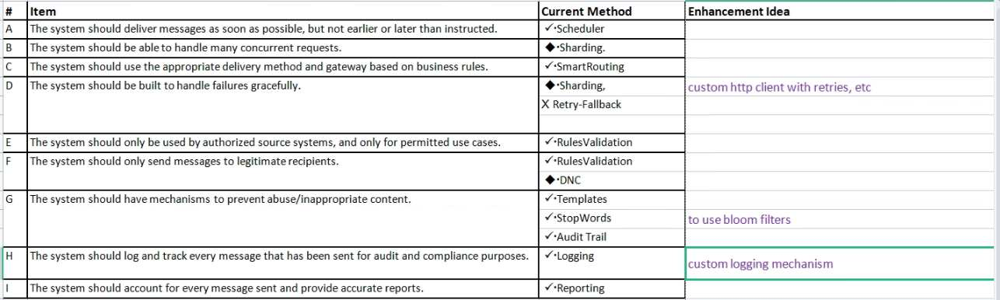 # Item Current Method Enhancement Idea
A The system should deliver messages as soon as possible, but not earlier or later than instructed. ✓·Scheduler
B The system should be able to handle many concurrent requests. ◆·Sharding.
C The system should use the appropriate delivery method and gateway based on business rules. ✓·SmartRouting
D The system should be built to handle failures gracefully. ◆·Sharding, custom http client with retries, etc
X Retry-Fallback
E The system should only be used by authorized source systems, and only for permitted use cases. ✓·RulesValidation
F The system should only send messages to legitimate recipients. ✓·RulesValidation
◆·DNC
G The system should have mechanisms to prevent abuse/inappropriate content. ✓·Templates
✓·StopWords to use bloom filters
✓·Audit Trail
H The system should log and track every message that has been sent for audit and compliance purposes. ✓·Logging custom logging mechanism
I The system should account for every message sent and provide accurate reports. ✓·Reporting